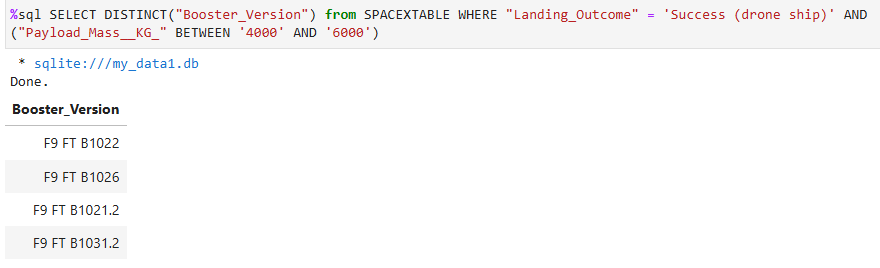 %sql SELECT DISTINCT("Booster_Version") from SPACEXTABLE WHERE "Landing_Outcome" = 'Success (drone ship)' AND
("Payload_Mass__KG_" BETWEEN '4000' AND '6000')
* sqlite:///my_data1.db
Done.
Booster_Version
F9 FT B1022
F9 FT B1026
F9 FT B1021.2
F9 FT B1031.2